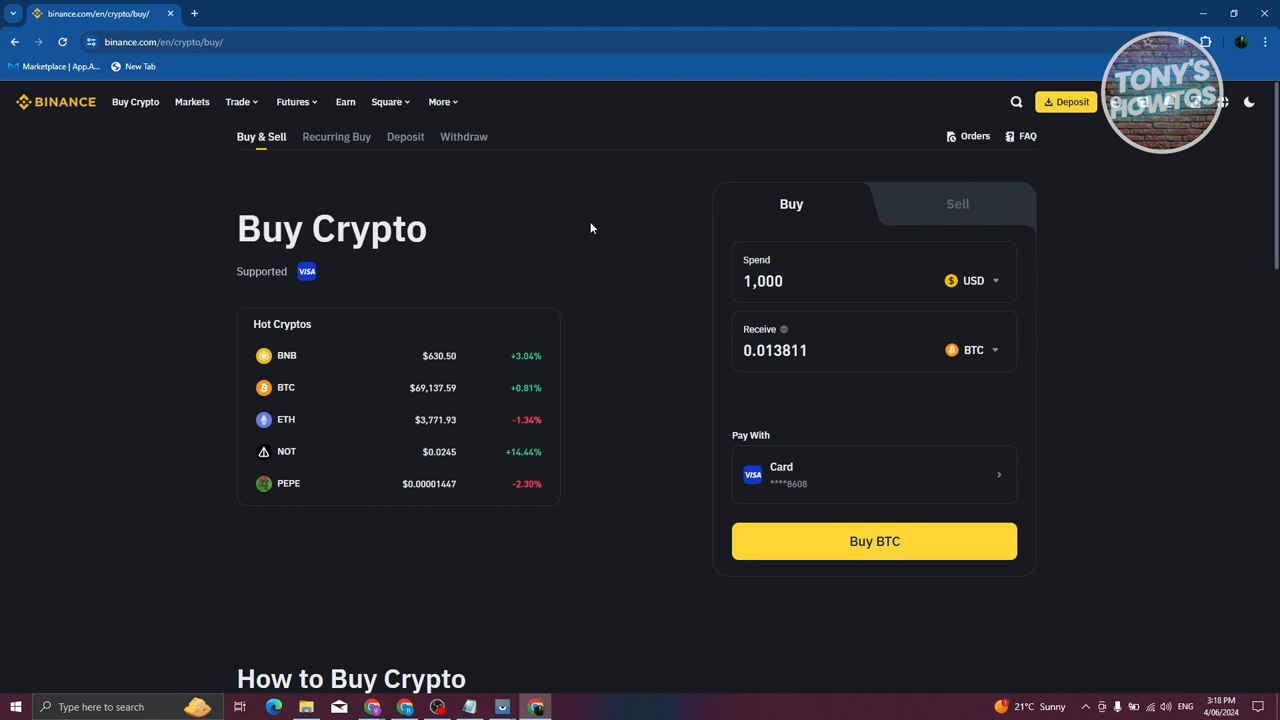 binance.com/en/crypto/buy/
binance.com/en/crypto/buy/
Marketplace | App.A...
New Tab
BINANCE
Buy Crypto
Markets
Trade
Futures
Earn
Square
More
Deposit
TONY'S
HOWTOS
Buy & Sell
Recurring Buy
Deposit
Withdraw
Orders
FAQ
Buy Crypto
Supported VISA
Hot Cryptos
BNB $630.50 +3.04%
BTC $69,137.59 +0.81%
ETH $3,771.93 -1.34%
NOT $0.0245 +14.44%
PEPE $0.00001447 -2.30%
Buy
Sell
Spend
1,000 USD
Receive
0.013811 BTC
Pay With
VISA Card
****8608
Buy BTC
How to Buy Crypto
Type here to search
21°C Sunny
ENG
3:18 PM
4/06/2024